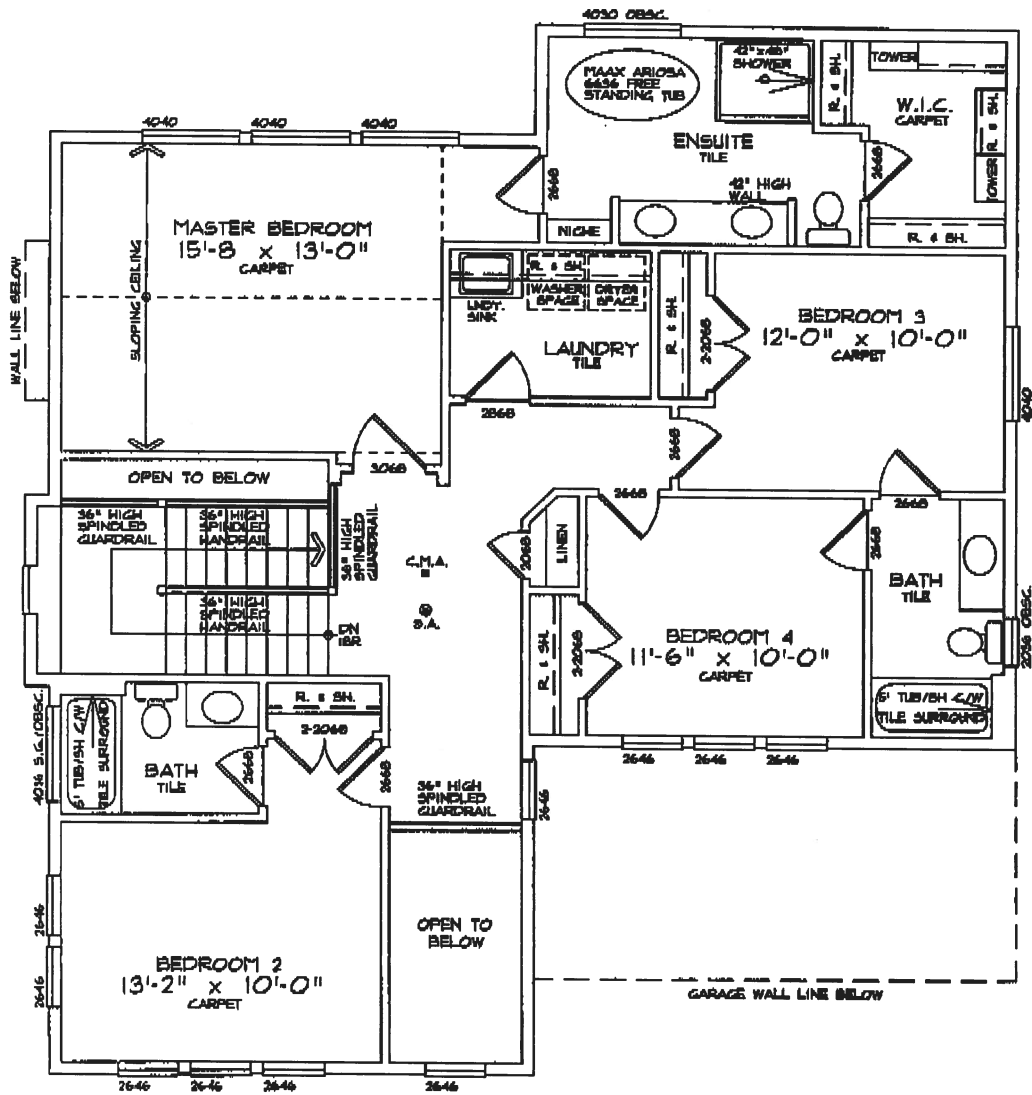 4030 OBSC.
42" x 48"
SHOWER
MAAX ARIOSA
6636 FREE
STANDING TUB
R. & SH.
TOWER
W.I.C.
CARPET
R. & SH.
TOWER
4040
4040
4040
ENSUITE
TILE
2668
2668
42" HIGH
WALL
NICHE
R. & SH.
MASTER BEDROOM
15'-8" x 13'-0"
CARPET
SLOPING CEILING
WALL LINE BELOW
R. & SH.
WASHER
SPACE
DRYER
SPACE
LNDY.
SINK
LAUNDRY
TILE
R. & SH.
2-2068
BEDROOM 3
12'-0" x 10'-0"
CARPET
4040
2868
2668
3068
OPEN TO BELOW
2668
2668
36" HIGH
SPINDLED
GUARDRAIL
36" HIGH
SPINDLED
HANDRAIL
36" HIGH
SPINDLED
GUARDRAIL
C.M.A.
S.A.
2068
LINEN
2668
BATH
TILE
36" HIGH
SPINDLED
HANDRAIL
DN
R. & SH.
2-2068
BEDROOM 4
11'-6" x 10'-0"
CARPET
2036 OBSC.
5' TUB/SH C/W
TILE SURROUND
R. & SH.
2-2068
4036 S.G. (OBSC.
5' TUB/SH C/W
TILE SURROUND
BATH
TILE
2668
2668
2646
2646
2646
36" HIGH
SPINDLED
GUARDRAIL
2646
2646
2646
OPEN TO
BELOW
BEDROOM 2
13'-2" x 10'-0"
CARPET
GARAGE WALL LINE BELOW
2646
2646
2646
2646